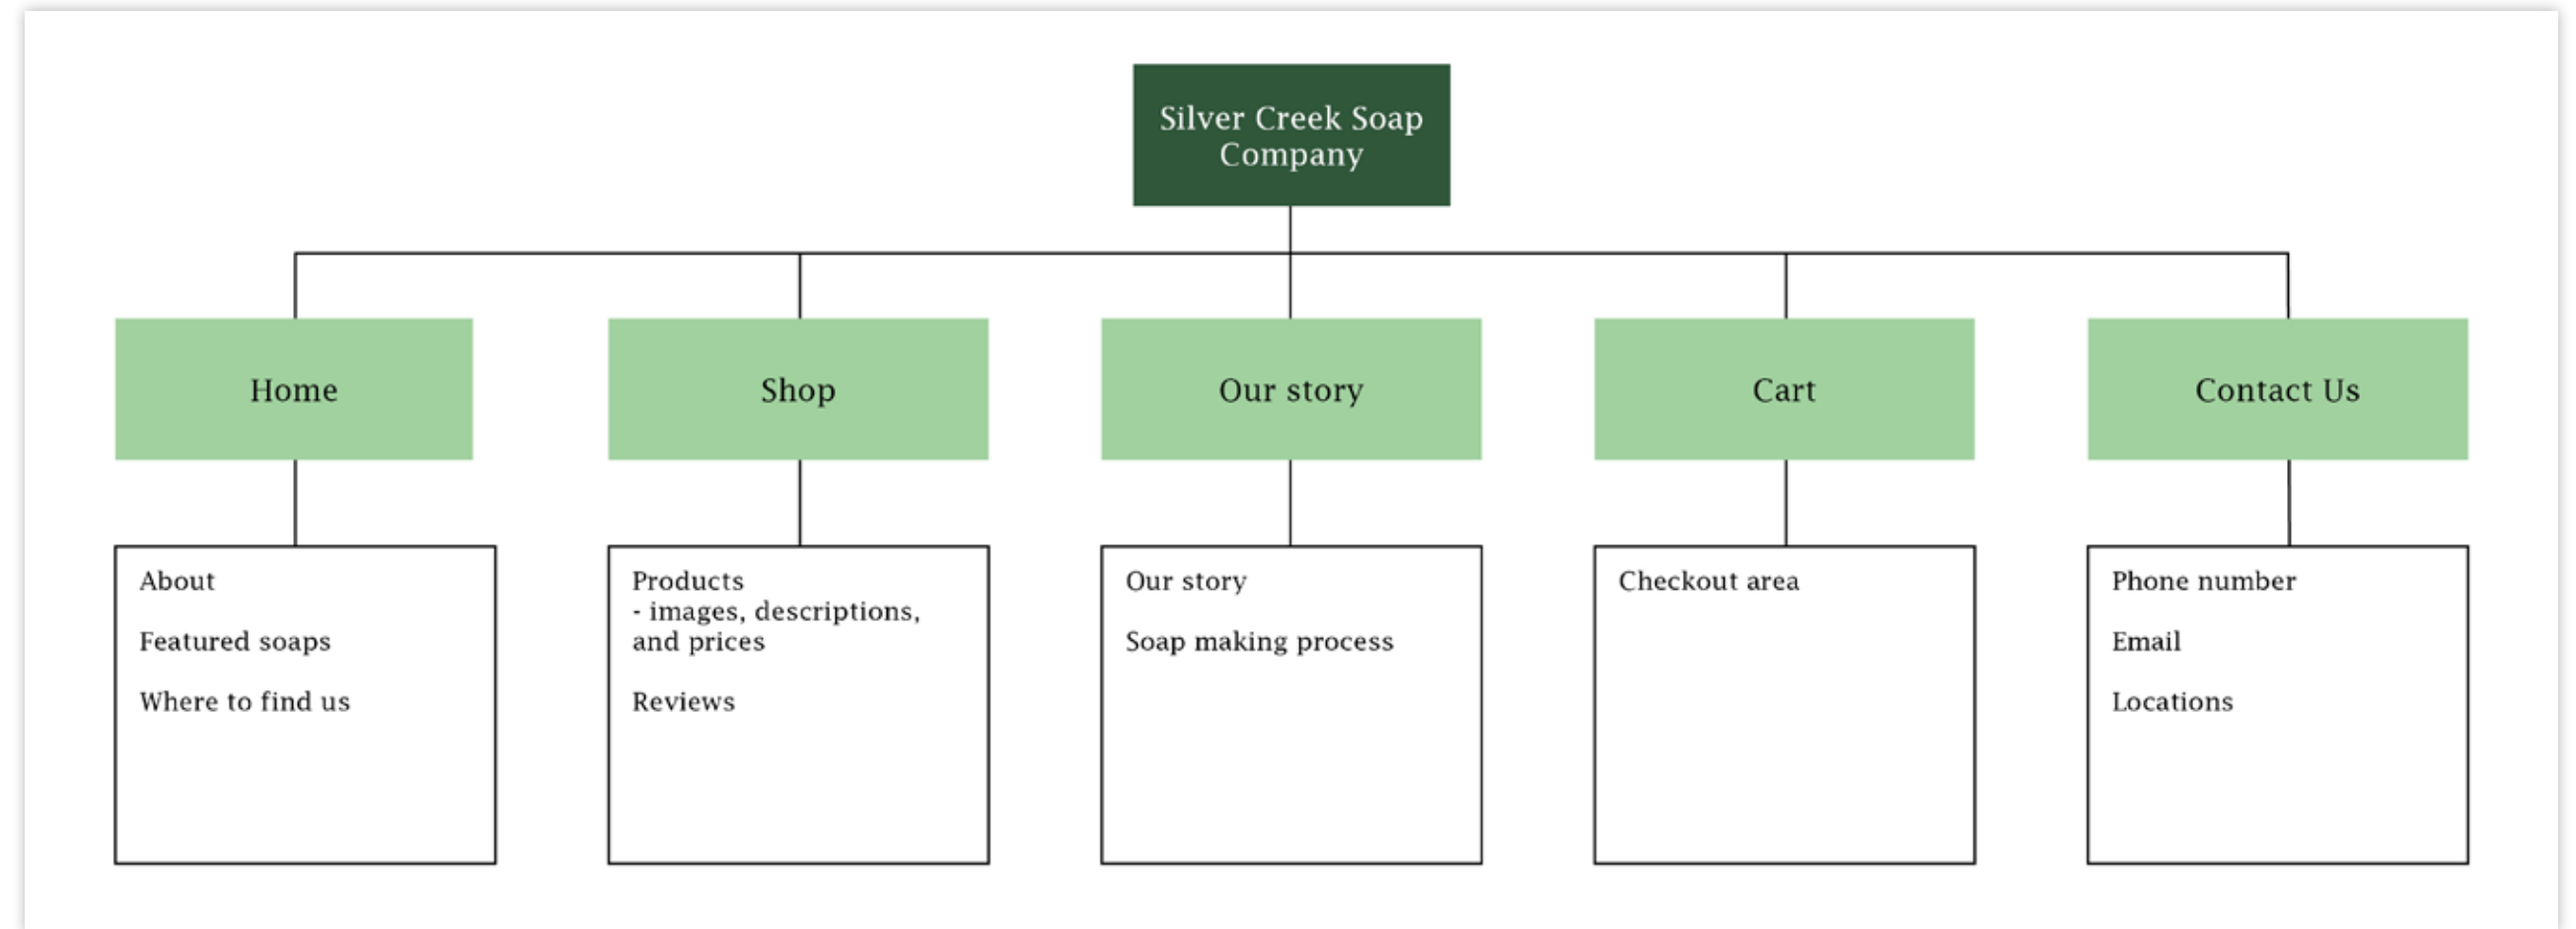 Silver Creek Soap
Company
Home
Shop
Our story
Cart
Contact Us
About
Featured soaps
Where to find us
Products
- images, descriptions,
and prices
Reviews
Our story
Soap making process
Checkout area
Phone number
Email
Locations